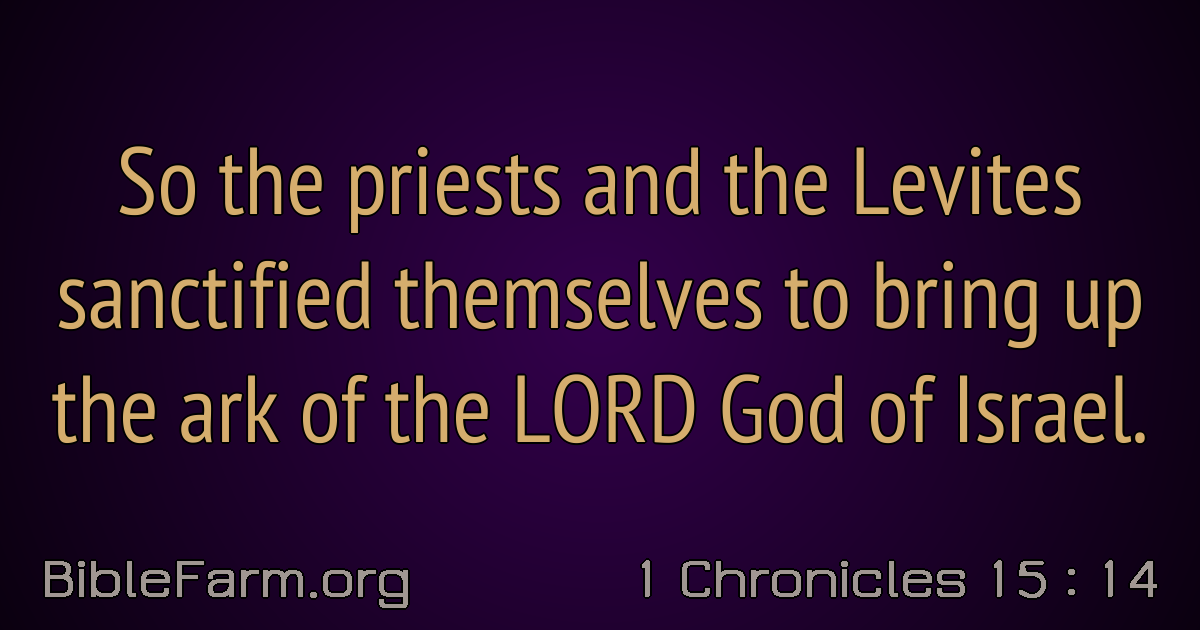 So the priests and the Levites
sanctified themselves to bring up
the ark of the LORD God of Israel.
BibleFarm.org
1 Chronicles 15 : 14